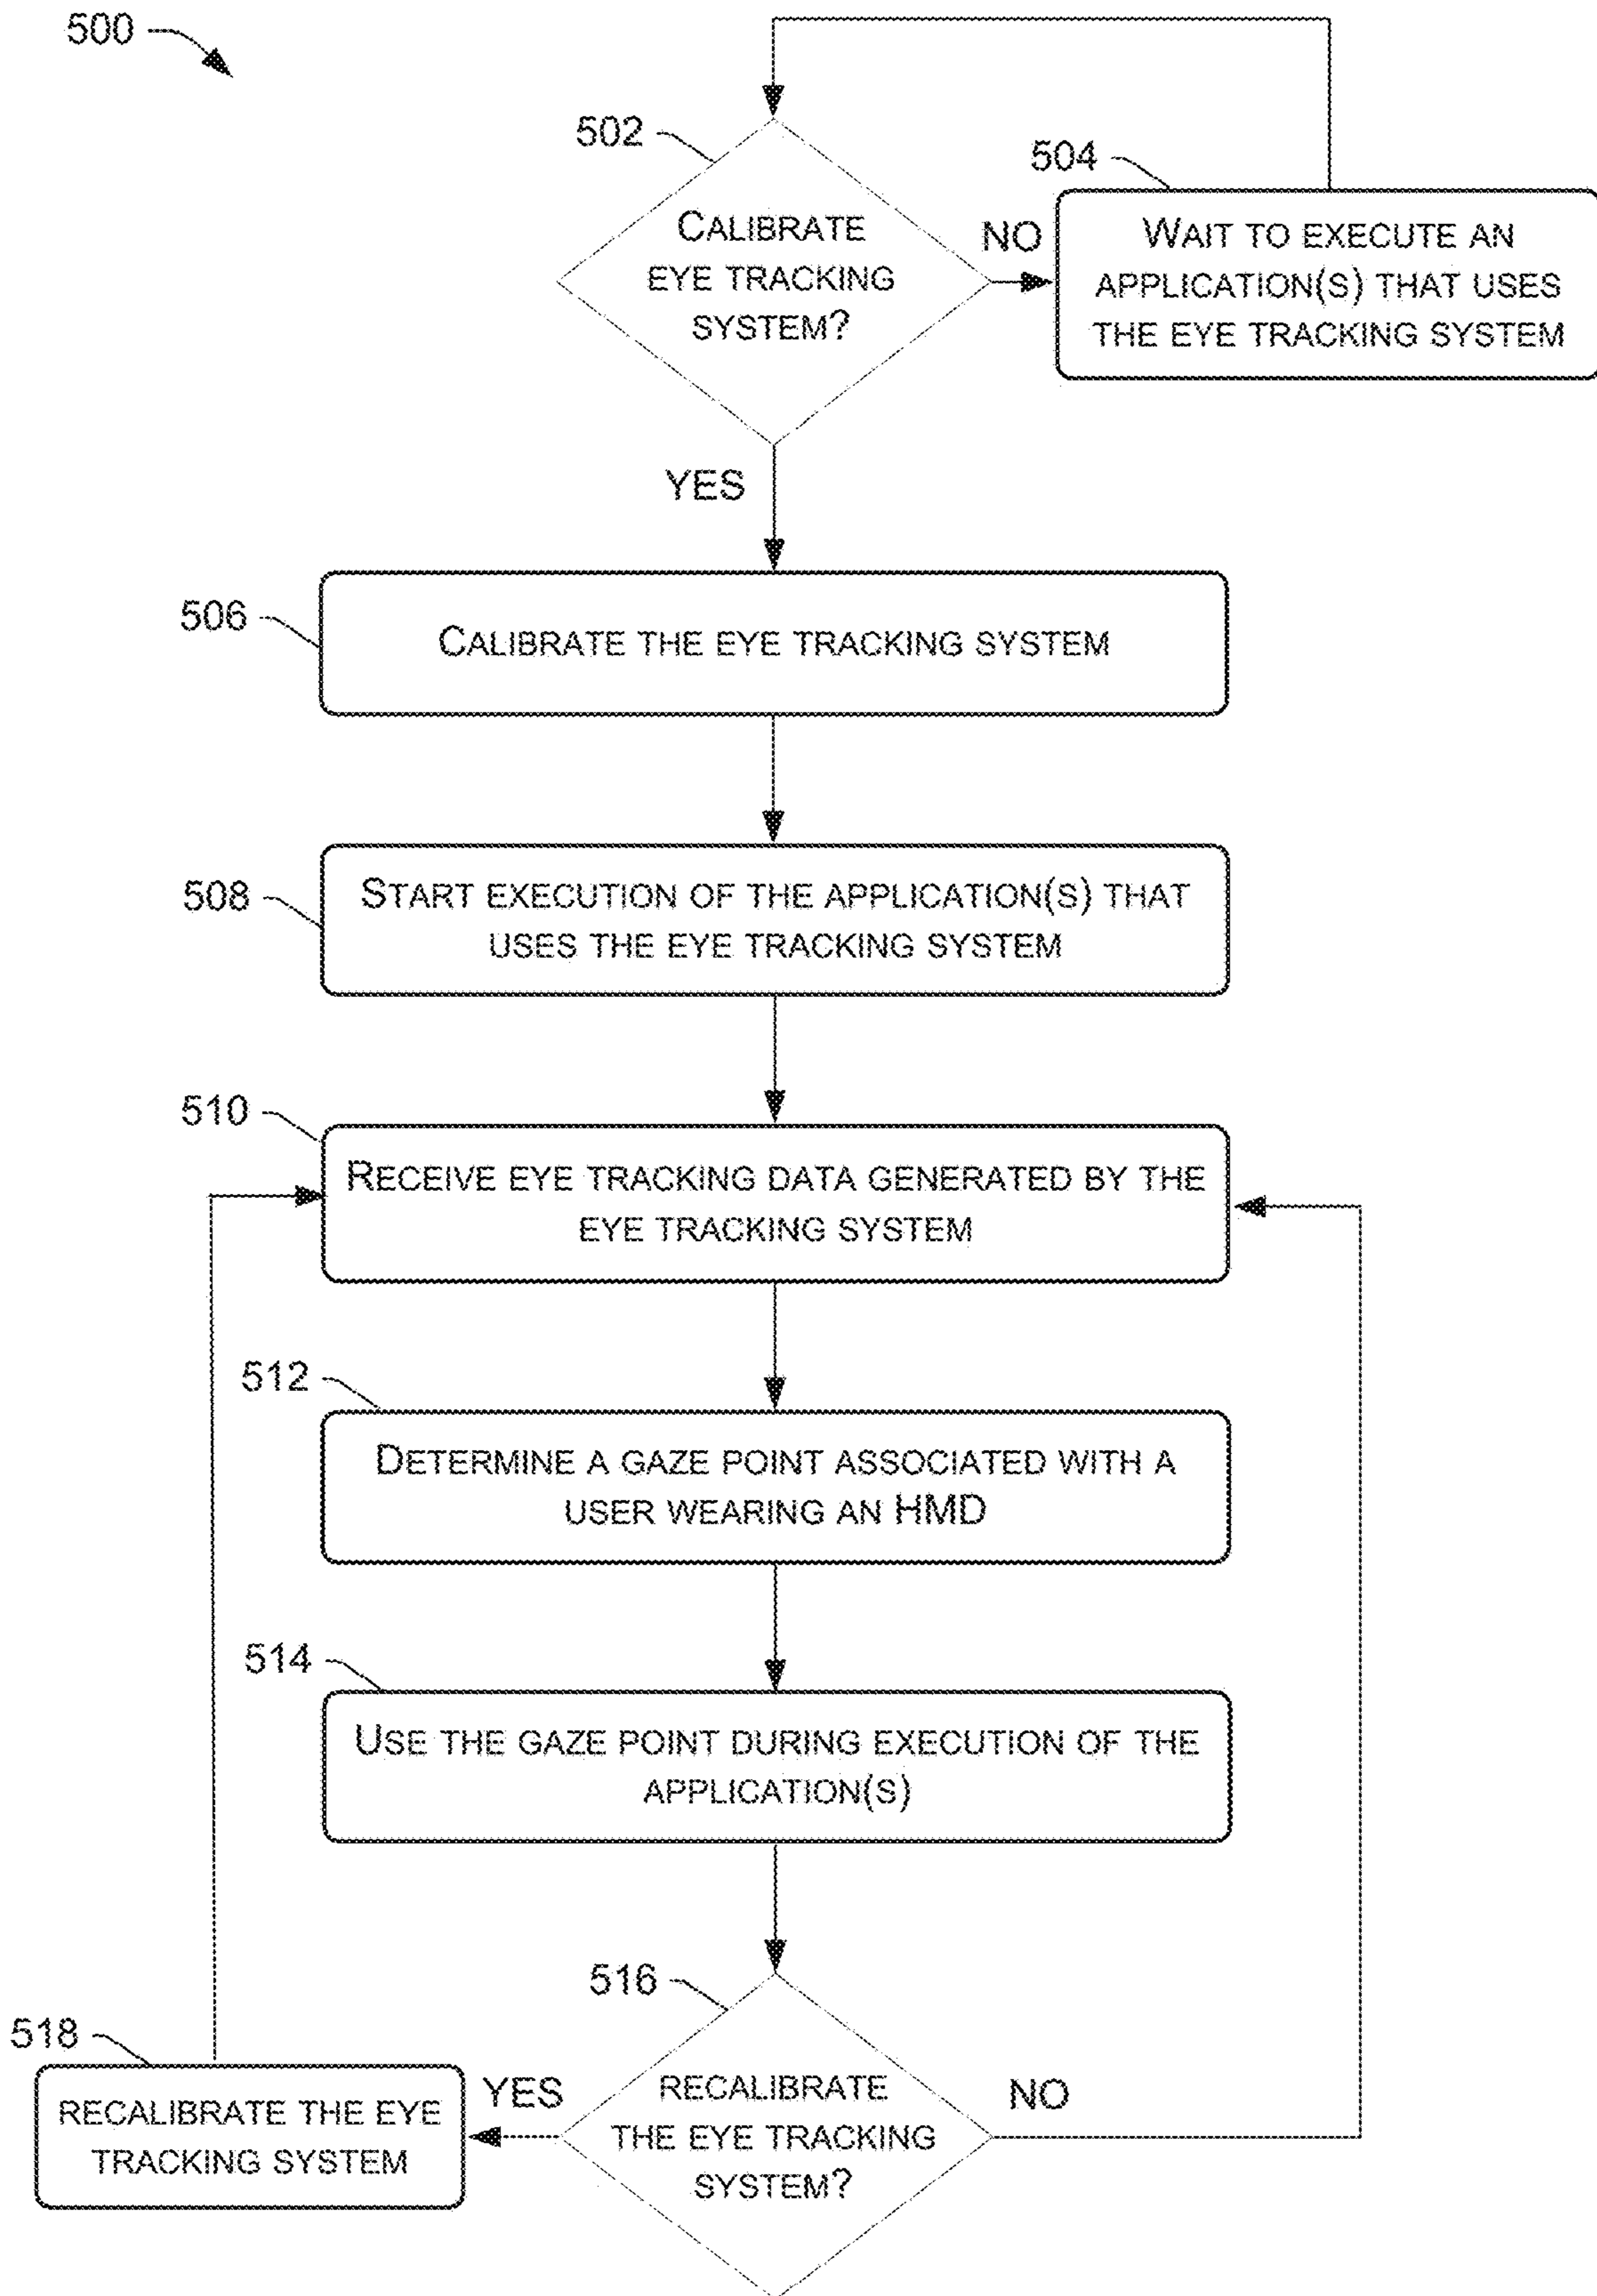 500
502
CALIBRATE
EYE TRACKING
SYSTEM?
NO
504
WAIT TO EXECUTE AN
APPLICATION(S) THAT USES
THE EYE TRACKING SYSTEM
YES
506
CALIBRATE THE EYE TRACKING SYSTEM
508
START EXECUTION OF THE APPLICATION(S) THAT
USES THE EYE TRACKING SYSTEM
510
RECEIVE EYE TRACKING DATA GENERATED BY THE
EYE TRACKING SYSTEM
512
DETERMINE A GAZE POINT ASSOCIATED WITH A
USER WEARING AN HMD
514
USE THE GAZE POINT DURING EXECUTION OF THE
APPLICATION(S)
516
RECALIBRATE
THE EYE TRACKING
SYSTEM?
YES
NO
518
RECALIBRATE THE EYE
TRACKING SYSTEM